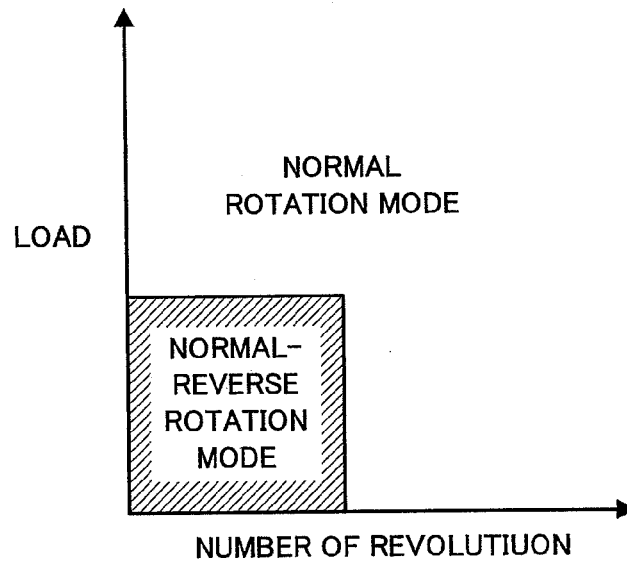 NORMAL
ROTATION MODE
LOAD
NORMAL-
REVERSE
ROTATION
MODE
NUMBER OF REVOLUTIUON